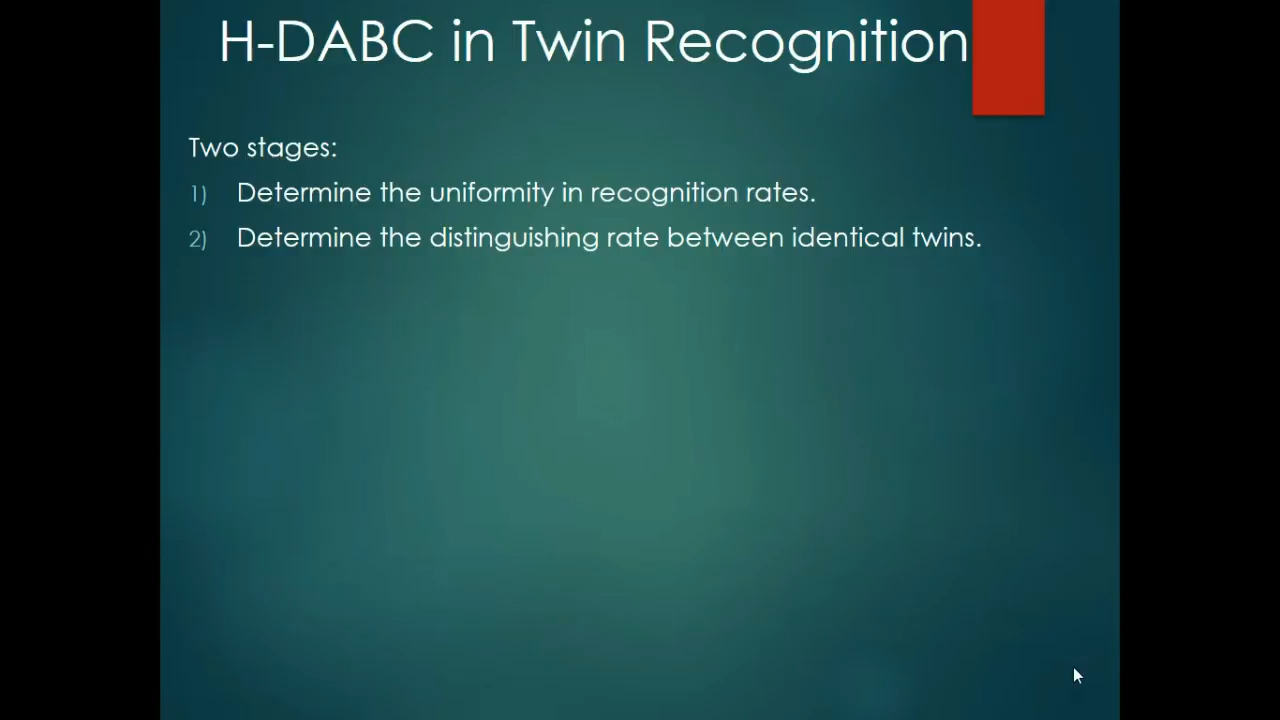 H-DABC in Twin Recognition
Two stages:
1) Determine the uniformity in recognition rates.
2) Determine the distinguishing rate between identical twins.